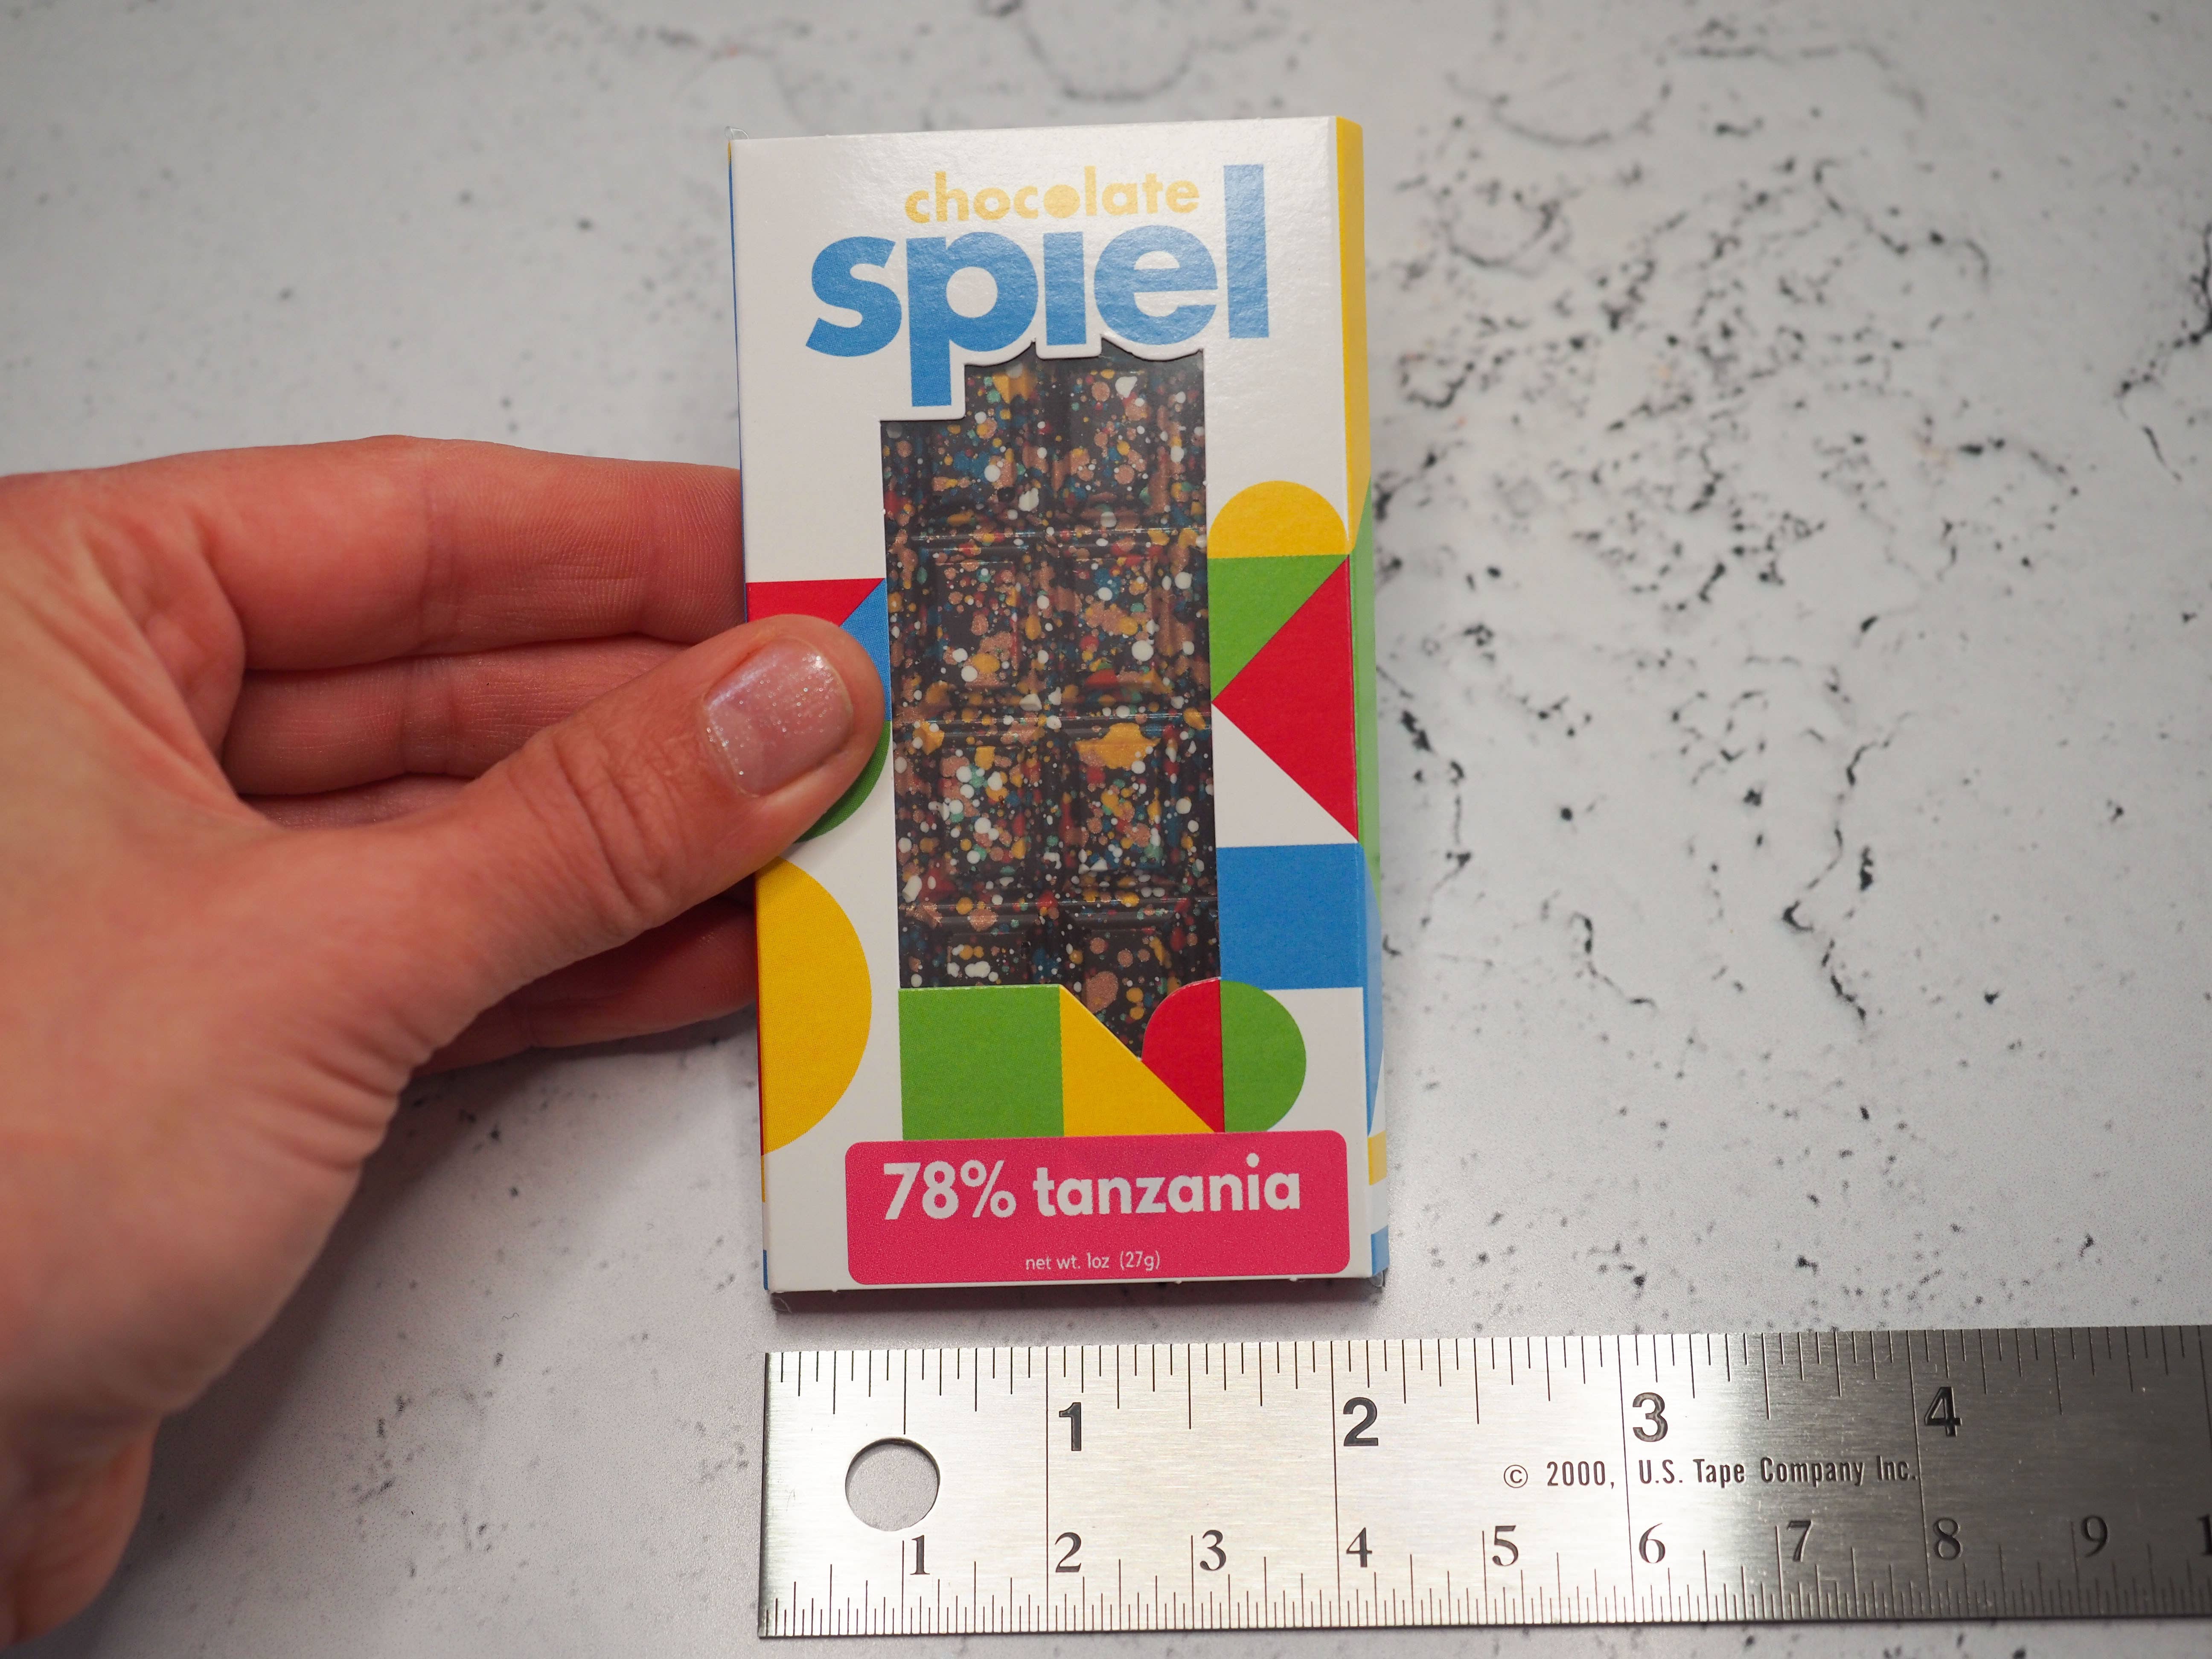 chocolate
spiel
78% tanzania
net wt. 1oz (27g)
1 2 3 4
© 2000, U.S. Tape Company Inc.
1 2 3 4 5 6 7 8 9 1